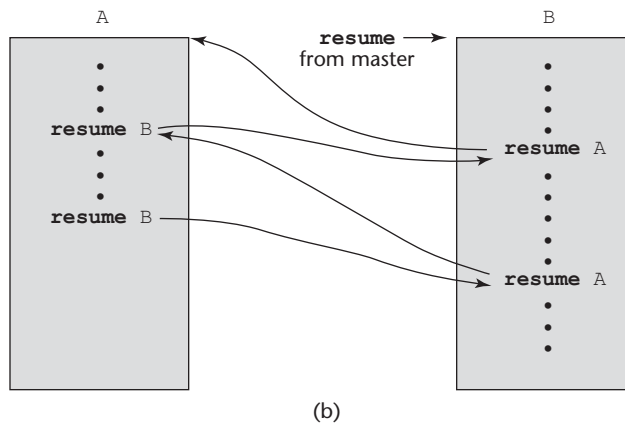 A
B
resume
from master
resume B
resume A
resume B
resume A
(b)